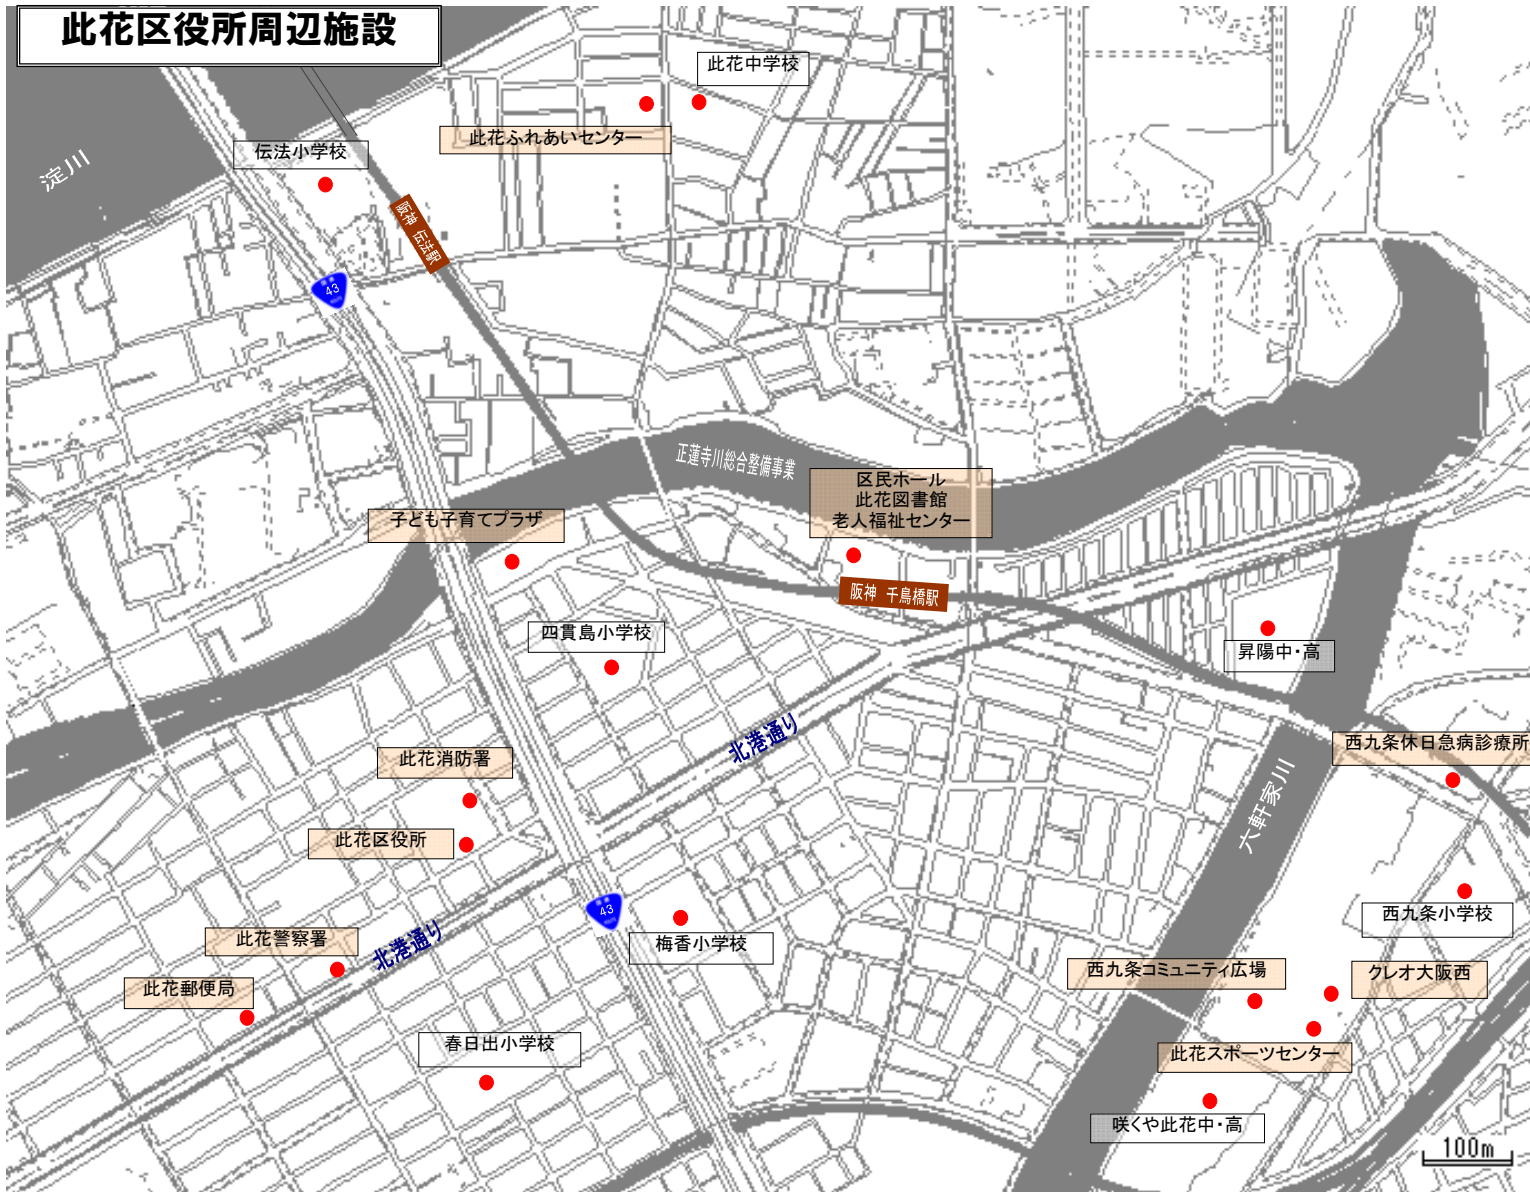 此花区役所周辺施設
此花中学校
此花ふれあいセンター
伝法小学校
淀川
阪神 伝法駅
43
正蓮寺川総合整備事業
区民ホール
此花図書館
老人福祉センター
子ども子育てプラザ
阪神 千鳥橋駅
四貫島小学校
昇陽中・高
北港通り
西九条休日急病診療所
此花消防署
六軒家川
此花区役所
43
西九条小学校
梅香小学校
此花警察署
北港通り
西九条コミュニティ広場
クレオ大阪西
此花郵便局
春日出小学校
此花スポーツセンター
咲くや此花中・高
100m